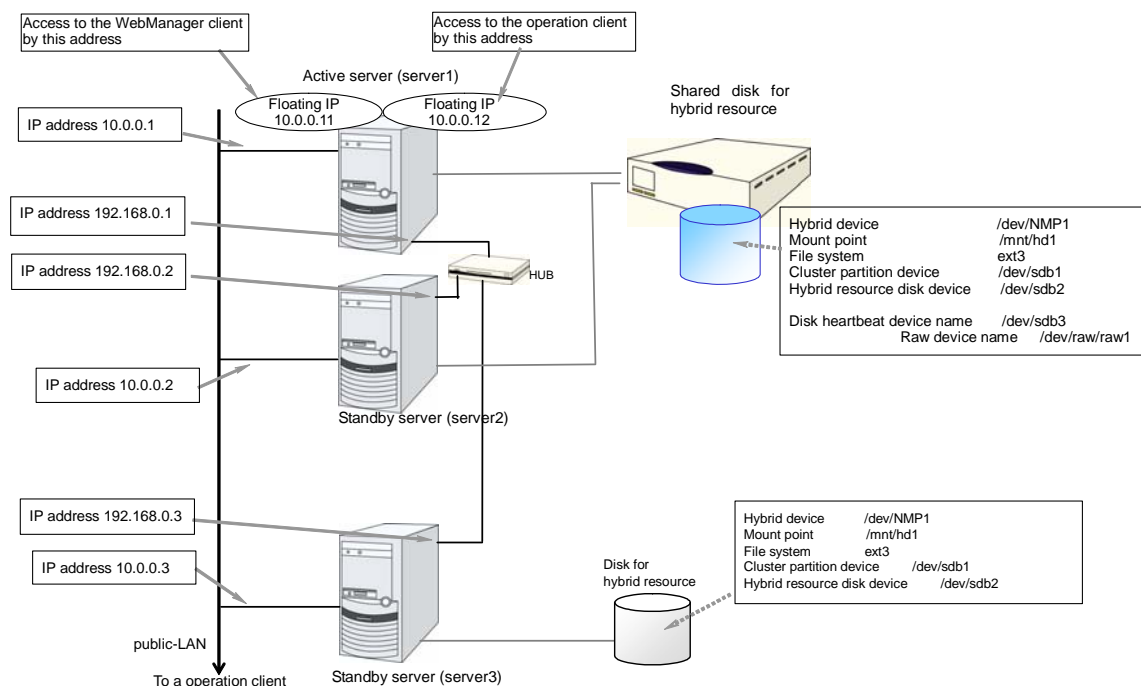 Access to the WebManager client
by this address
Access to the operation client
by this address
Active server (server1)
Floating IP
10.0.0.11
Floating IP
10.0.0.12
Shared disk for
hybrid resource
IP address 10.0.0.1
IP address 192.168.0.1
IP address 192.168.0.2
HUB
Hybrid device /dev/NMP1
Mount point /mnt/hd1
File system ext3
Cluster partition device /dev/sdb1
Hybrid resource disk device /dev/sdb2
Disk heartbeat device name /dev/sdb3
Raw device name /dev/raw/raw1
IP address 10.0.0.2
Standby server (server2)
IP address 192.168.0.3
IP address 10.0.0.3
Disk for
hybrid resource
Hybrid device /dev/NMP1
Mount point /mnt/hd1
File system ext3
Cluster partition device /dev/sdb1
Hybrid resource disk device /dev/sdb2
public-LAN
To a operation client
Standby server (server3)